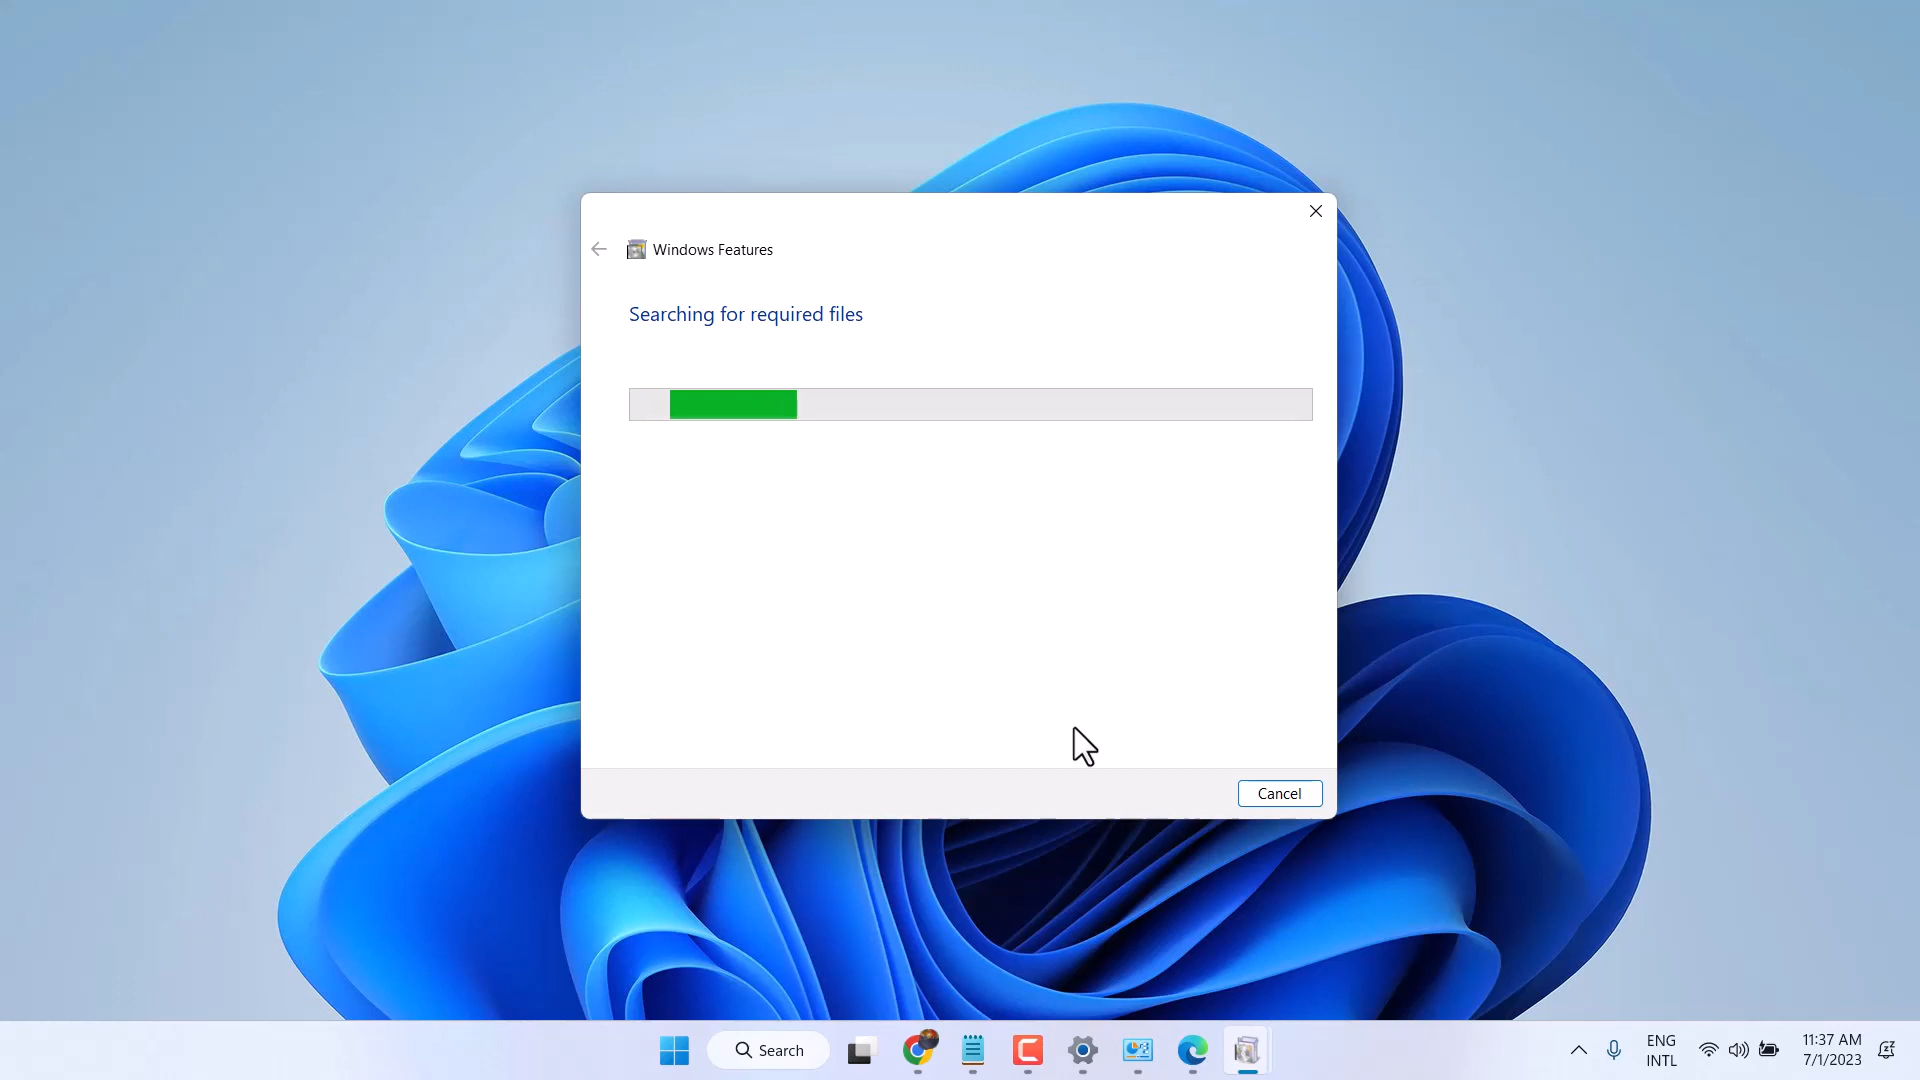 Windows Features
Searching for required files
Cancel
Search
ENG
INTL
11:37 AM
7/1/2023